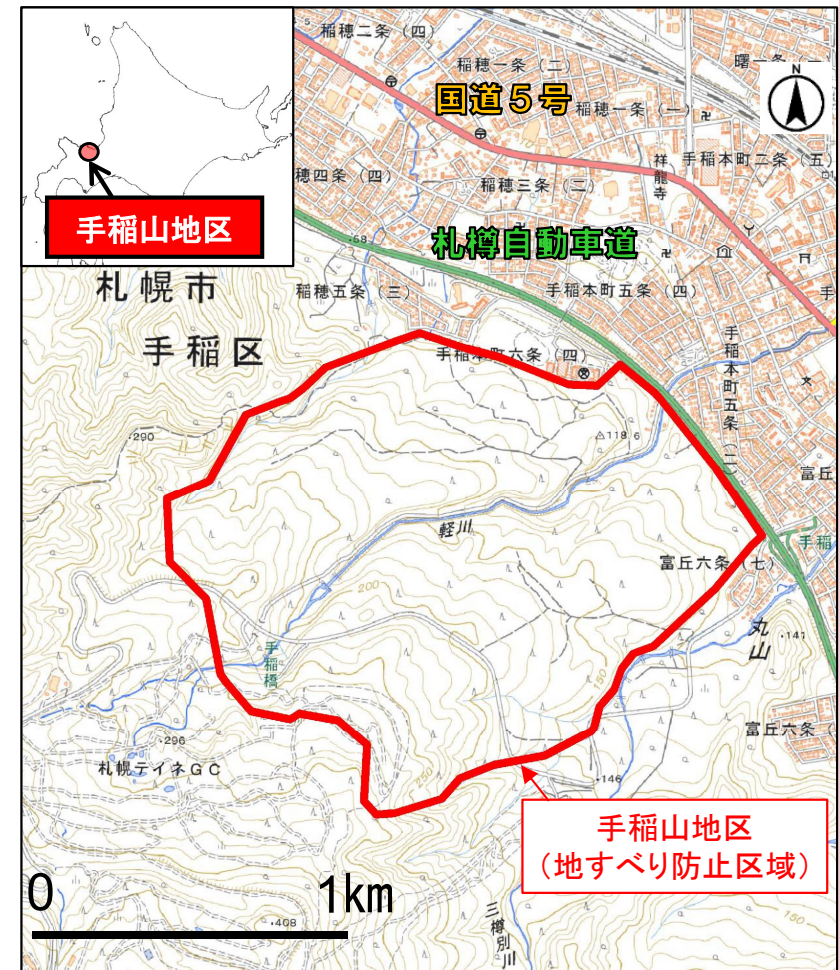 稲穂二条（四）
稲穂一条（二）
曙一条
N
国道５号
稲穂一条（一）
祥龍寺
手稲本町二条（五）
穂四条（四）
稲穂三条（二）
手稲山地区
・68
札樽自動車道
札幌市
稲穂五条（三）
手稲本町五条（四）
手稲区
手稲本町六条（四）
手稲本町五条（二）
・290
△118.6
富丘
軽川
手稲
富丘六条（七）
200
丸山
・141
手稲橋
150
・296
富丘六条（
札幌テイネＧＣ
250
・146
手稲山地区
（地すべり防止区域）
0
1km
・408
三樽別川
150